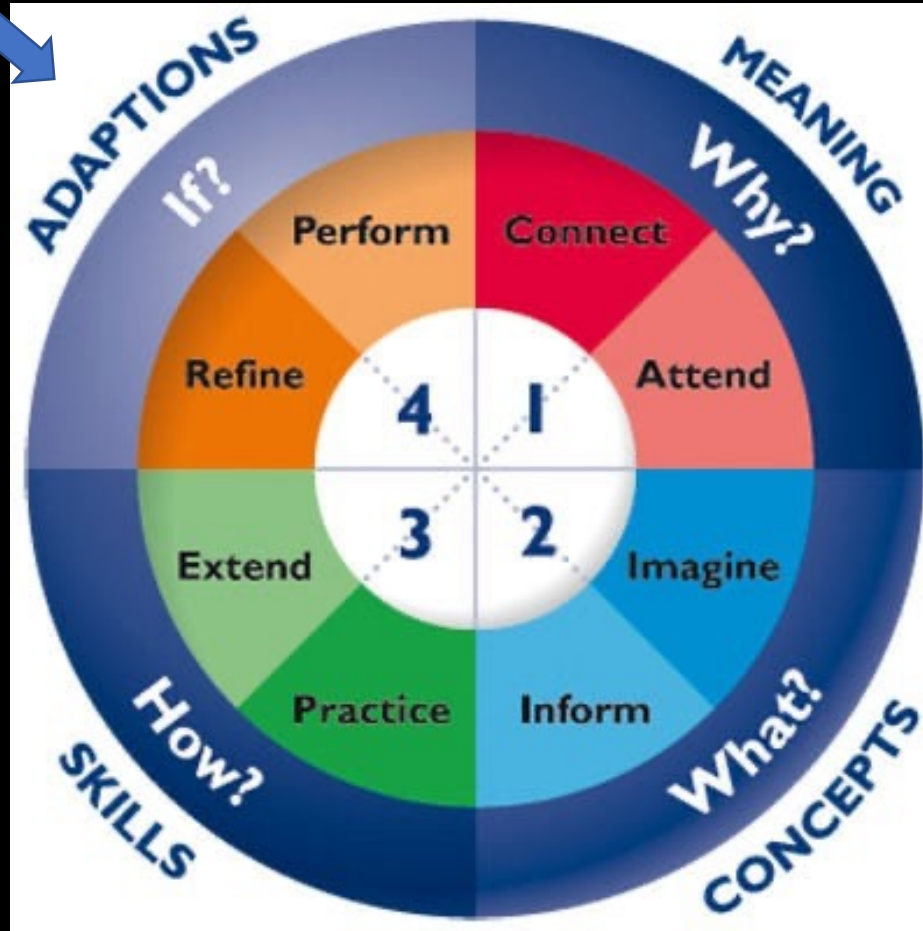 ADAPTIONS
MEANING
If?
Why?
Perform
Connect
Refine
Attend
4
1
3
2
Extend
Imagine
Practice
Inform
How?
What?
SKILLS
CONCEPTS